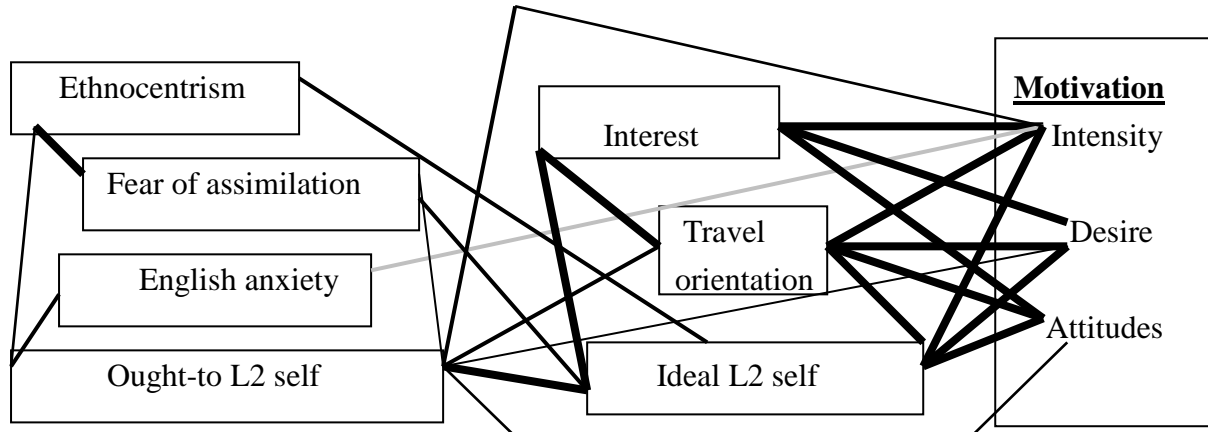 Ethnocentrism
Fear of assimilation
English anxiety
Ought-to L2 self
Interest
Travel
orientation
Ideal L2 self
Motivation
Intensity
Desire
Attitudes